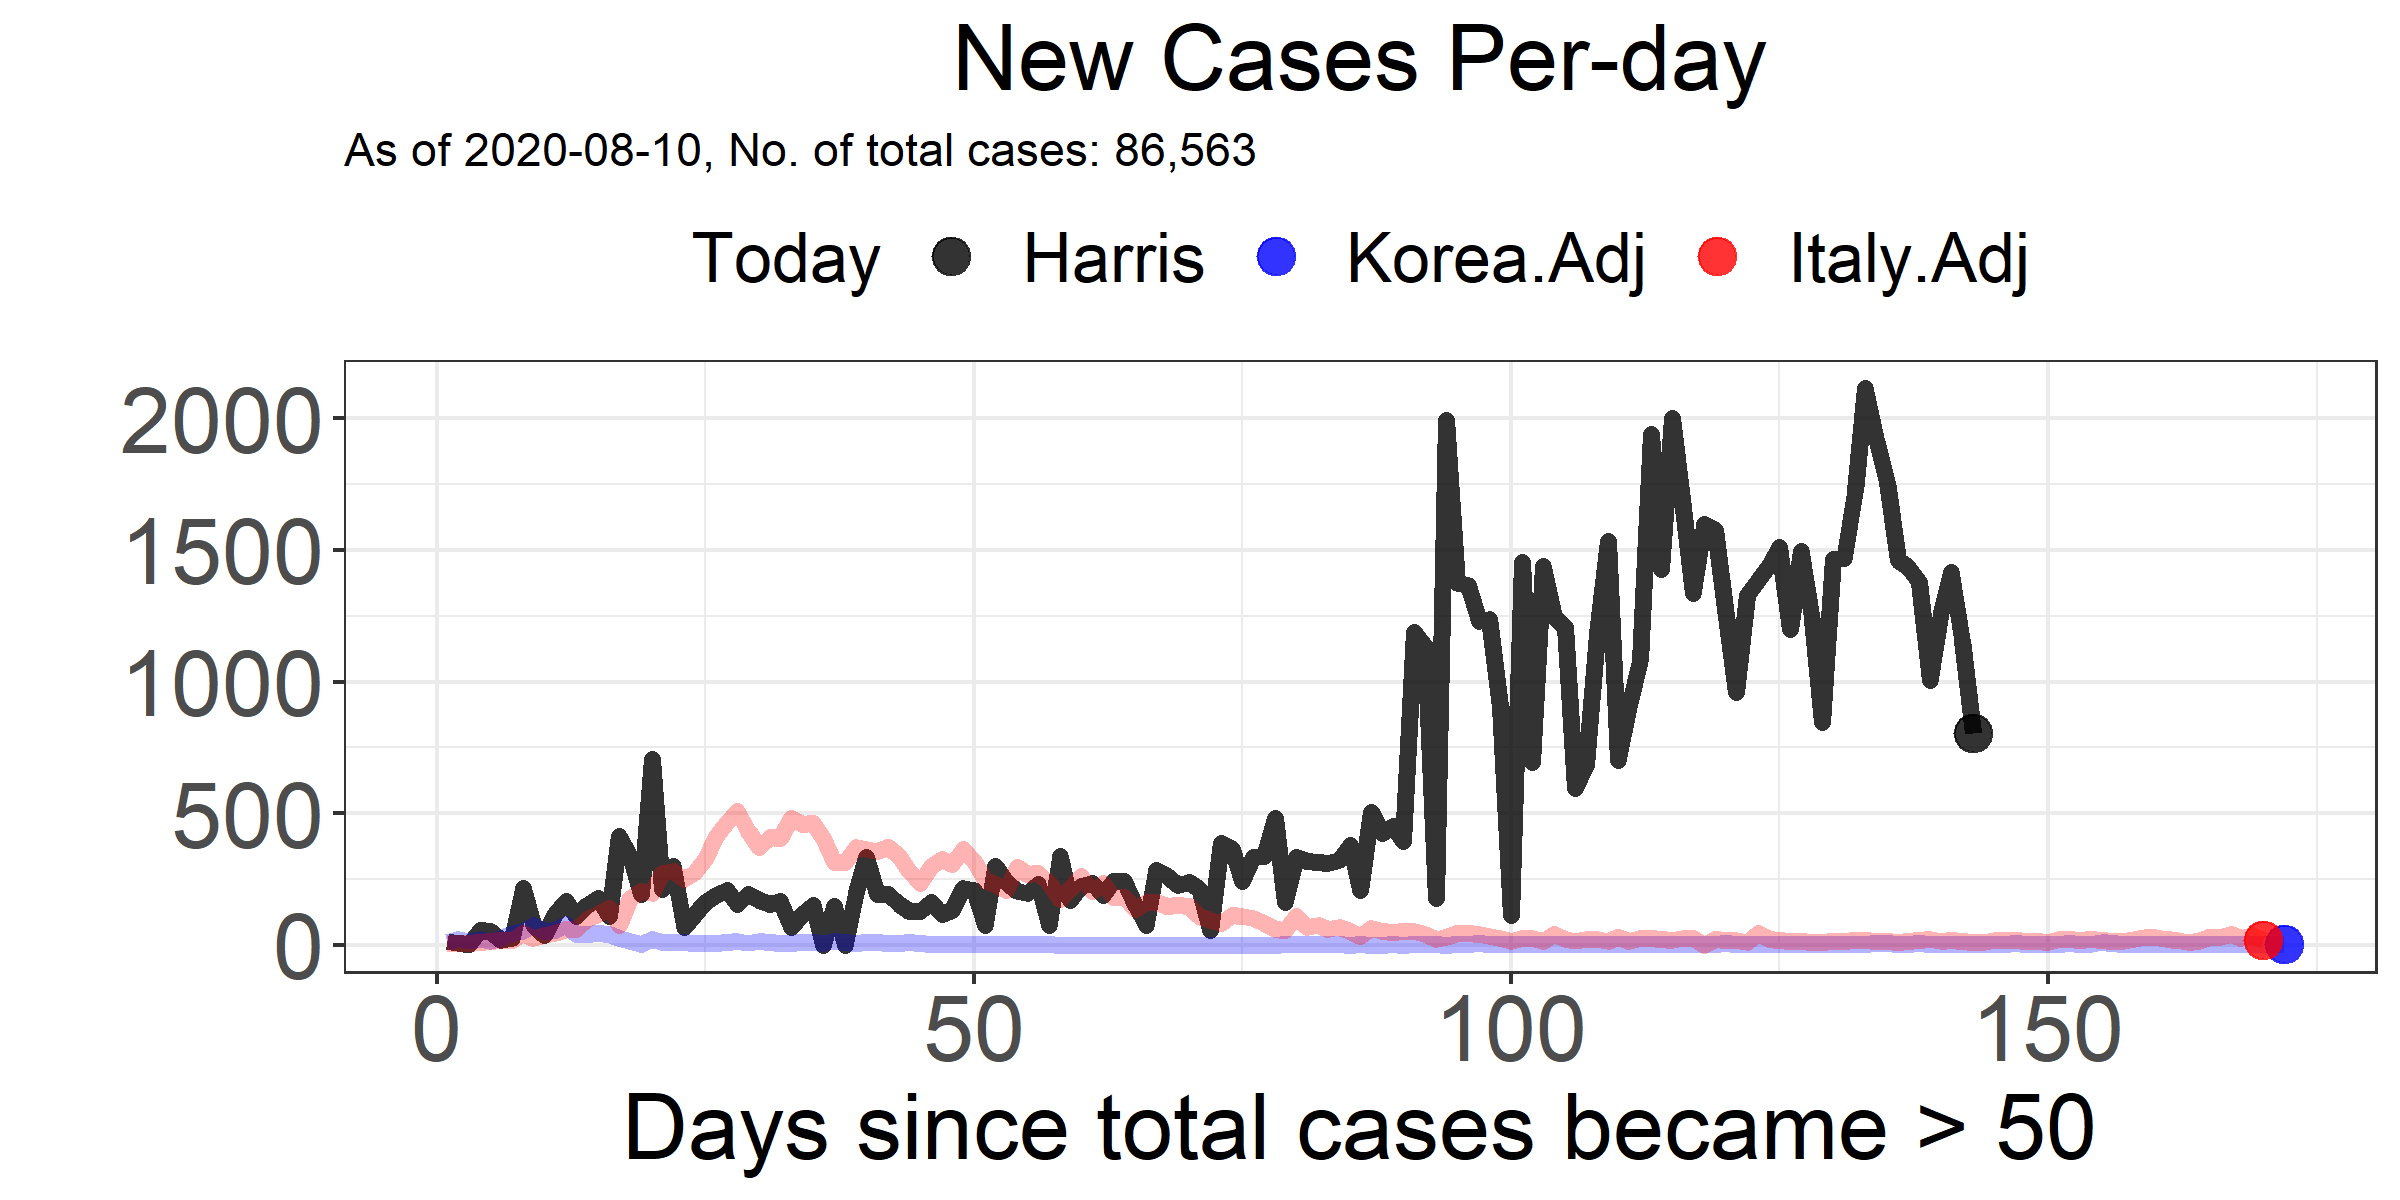 New Cases Per-day
As of 2020-08-10, No. of total cases: 86,563
Today Harris Korea.Adj Italy.Adj
2000
1500
1000
500
0
0 50 100 150
Days since total cases became > 50